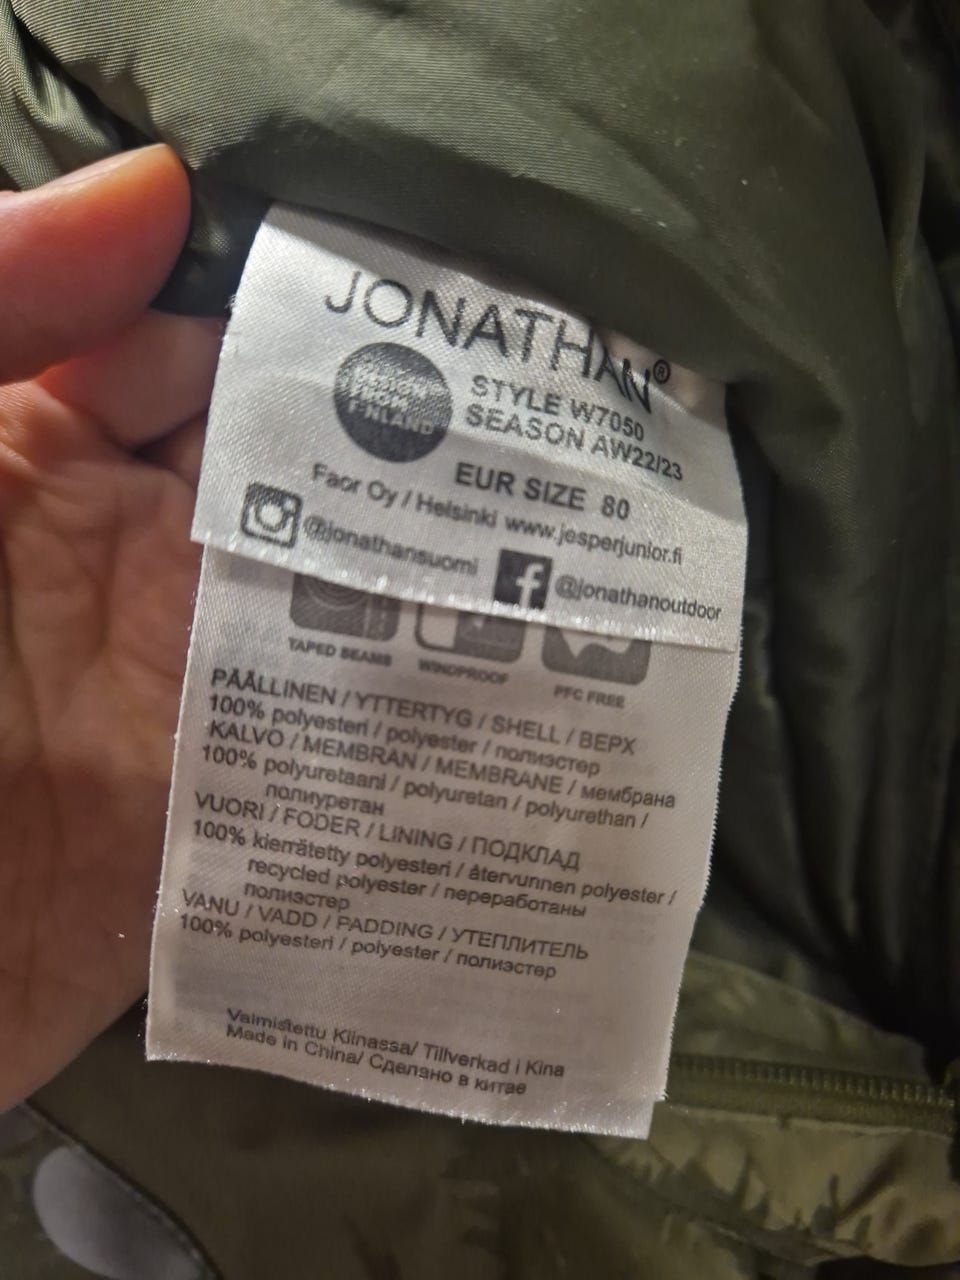 JONATHAN®
DESIGN
FROM
FINLAND
STYLE W7050
SEASON AW22/23
EUR SIZE 80
Faor Oy / Helsinki www.jesperjunior.fi
@jonathansuomi
@jonathanoutdoor
TAPED SEAMS
WINDPROOF
PFC FREE
PÄÄLLINEN / YTTERTYG / SHELL / ВЕРХ
100% polyesteri / polyester / полиэстер
KALVO / MEMBRAN / MEMBRANE / мембрана
100% polyuretaani / polyuretan / polyurethan /
полиуретан
VUORI / FODER / LINING / ПОДКЛАД
100% kierrätetty polyesteri / återvunnen polyester /
recycled polyester / переработаны
полиэстер
VANU / VADD / PADDING / УТЕПЛИТЕЛЬ
100% polyesteri / polyester / полиэстер
Valmistettu Kiinassa/ Tillverkad i Kina
Made in China/ Сделано в китае